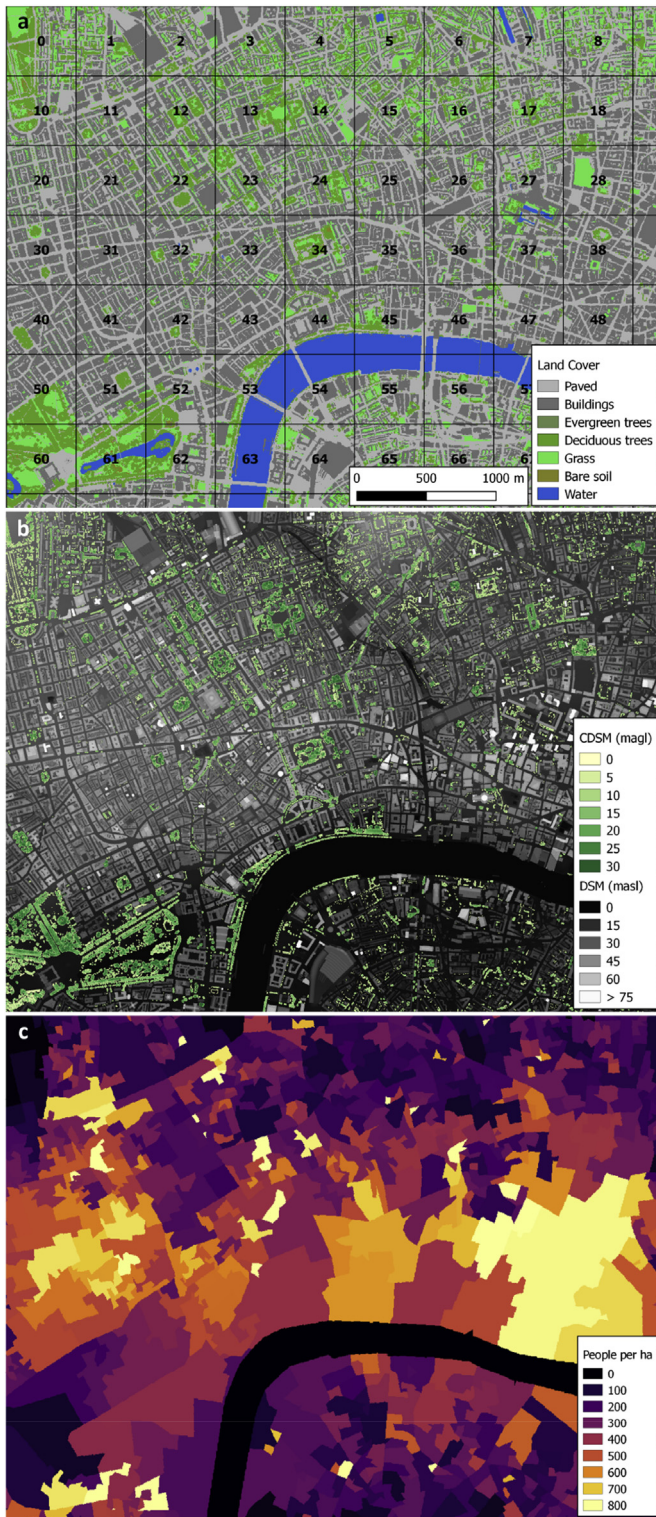 a
0 1 2 3 4 5 6 7 8
10 11 12 13 14 15 16 17 18
20 21 22 23 24 25 26 27 28
30 31 32 33 34 35 36 37 38
40 41 42 43 44 45 46 47 48
50 51 52 53 54 55 56
60 61 62 63 64 65 66
Land Cover
Paved
Buildings
Evergreen trees
Deciduous trees
Grass
Bare soil
Water
0 500 1000 m
b
CDSM (magl)
0
5
10
15
20
25
30
DSM (masl)
0
15
30
45
60
> 75
c
People per ha
0
100
200
300
400
500
600
700
800